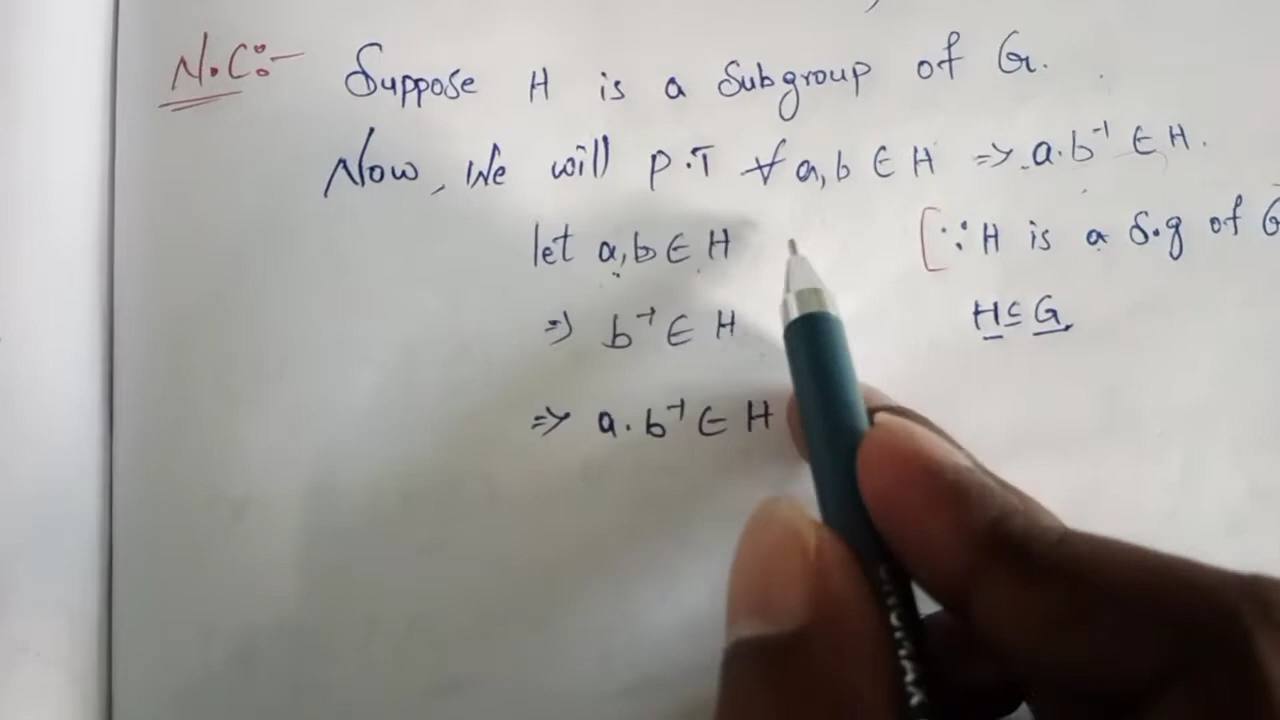 N.C:- Suppose H is a Subgroup of G.
Now, We will P.T ∀ a,b ∈ H => a.b⁻¹ ∈ H.
let a,b ∈ H [∵ H is a S.g of G
=> b⁻¹ ∈ H H ⊆ G
=> a.b⁻¹ ∈ H